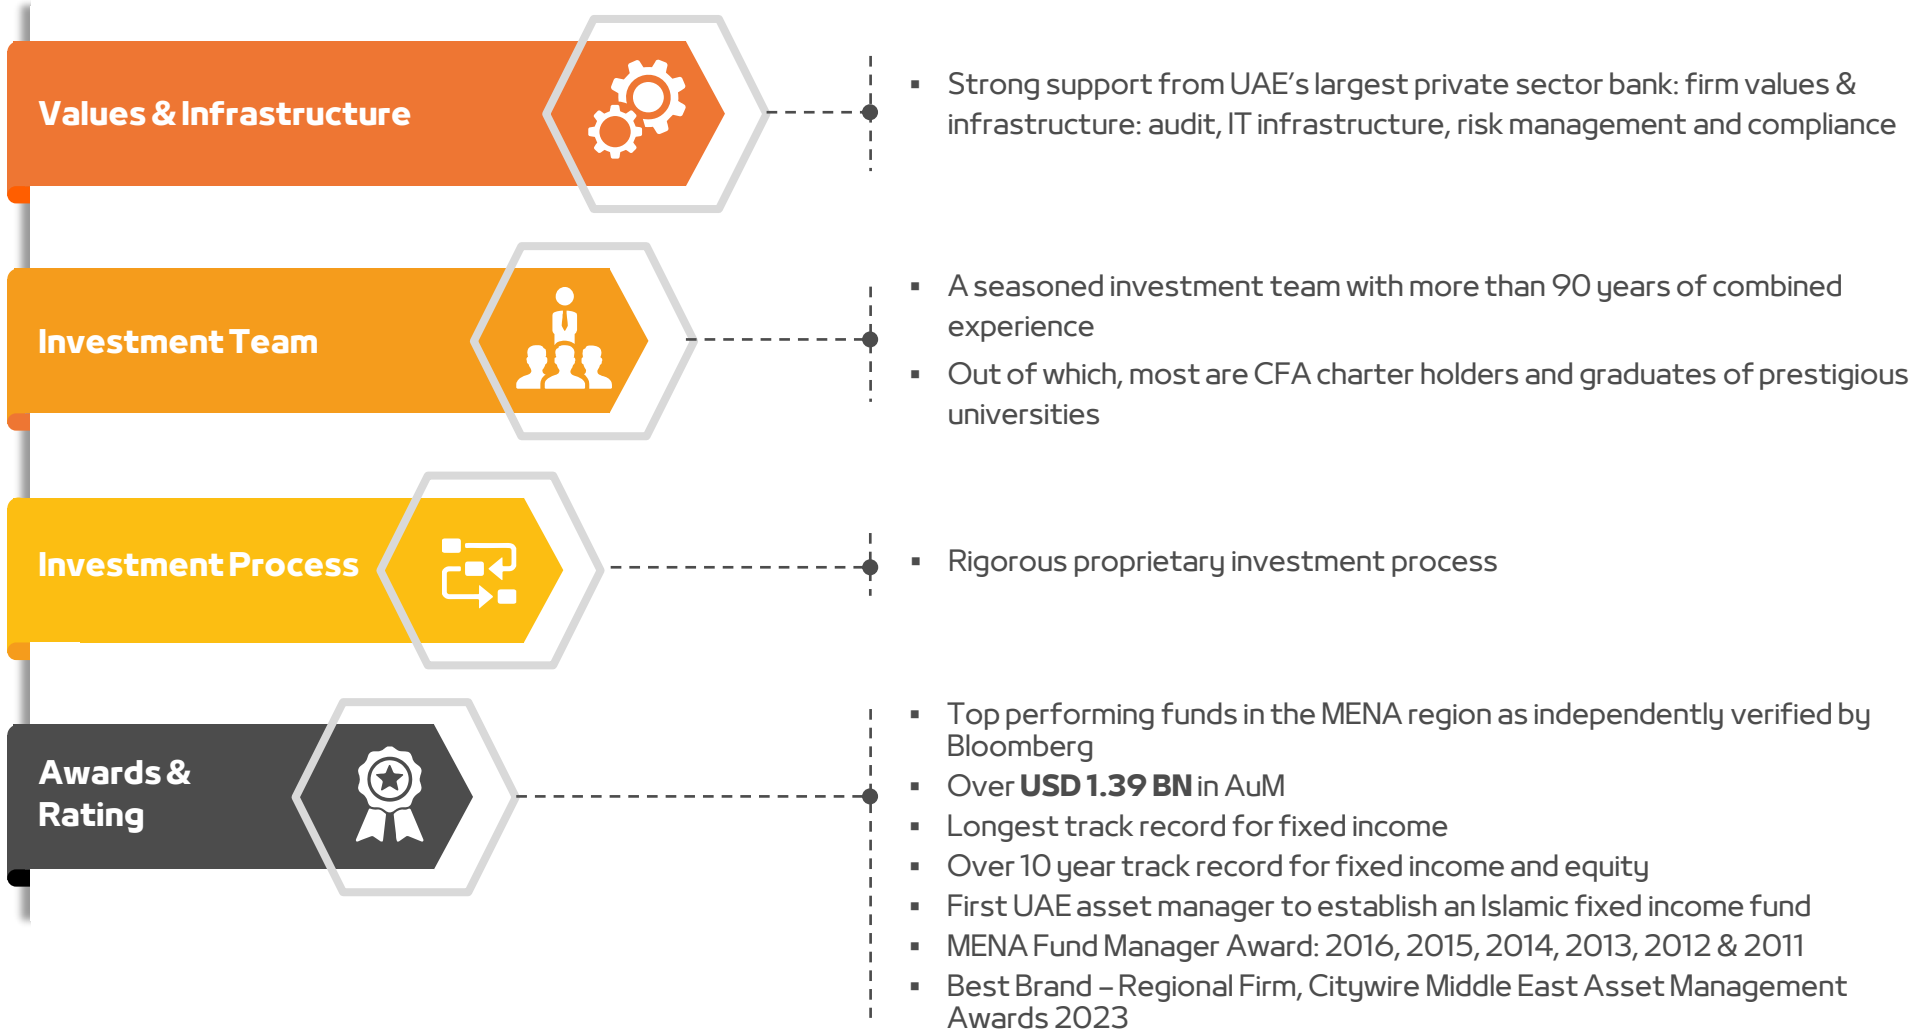 Values & Infrastructure
▪ Strong support from UAE’s largest private sector bank: firm values &
infrastructure: audit, IT infrastructure, risk management and compliance
Investment Team
▪ A seasoned investment team with more than 90 years of combined
experience
▪ Out of which, most are CFA charter holders and graduates of prestigious
universities
Investment Process
▪ Rigorous proprietary investment process
Awards &
Rating
▪ Top performing funds in the MENA region as independently verified by
Bloomberg
▪ Over USD 1.39 BN in AuM
▪ Longest track record for fixed income
▪ Over 10 year track record for fixed income and equity
▪ First UAE asset manager to establish an Islamic fixed income fund
▪ MENA Fund Manager Award: 2016, 2015, 2014, 2013, 2012 & 2011
▪ Best Brand – Regional Firm, Citywire Middle East Asset Management
Awards 2023